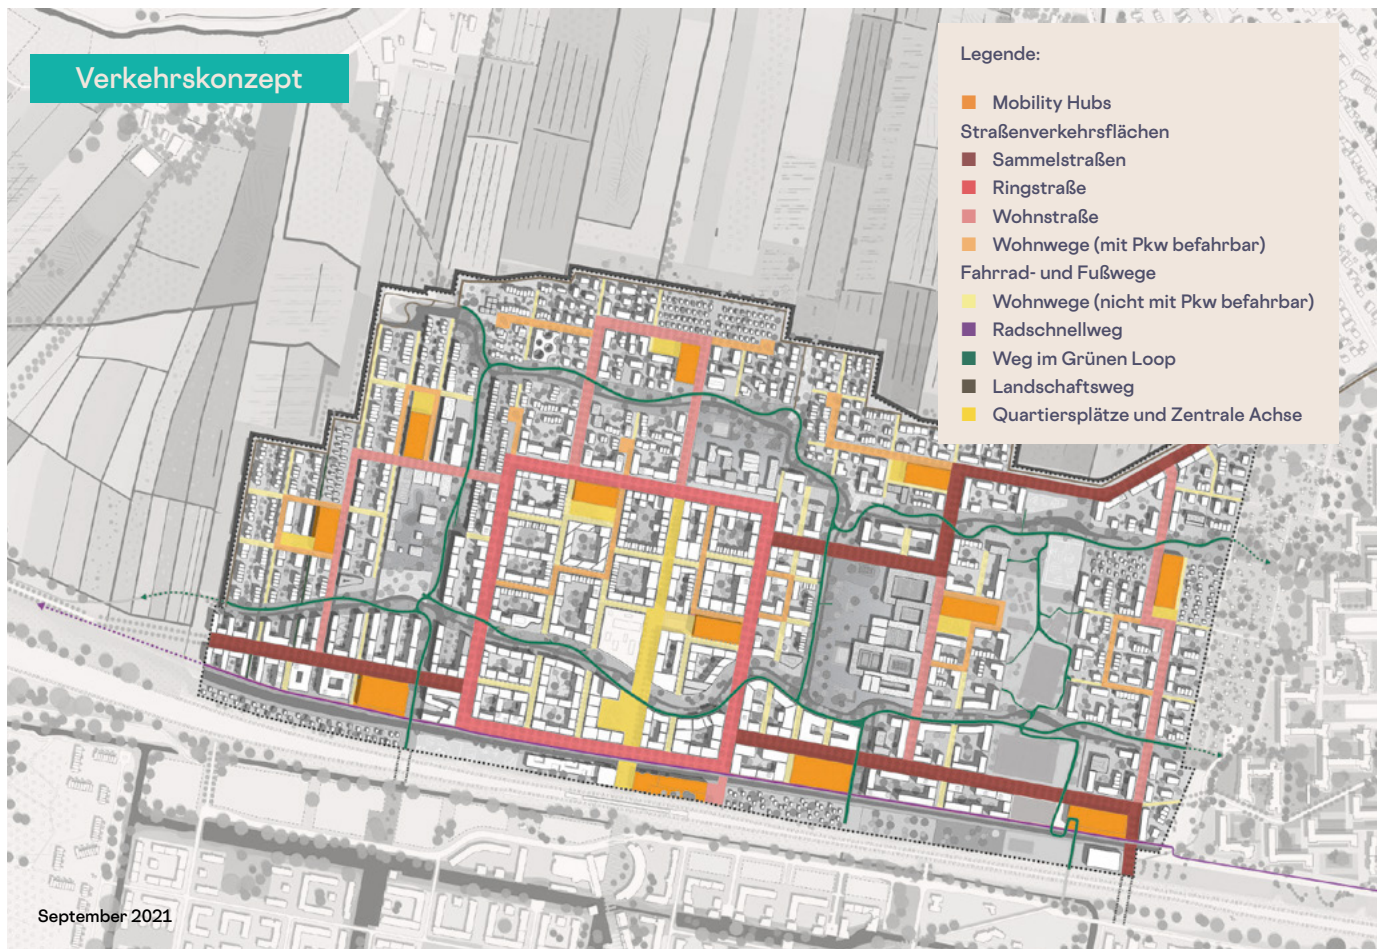 Verkehrskonzept
Legende:
Mobility Hubs
Straßenverkehrsflächen
Sammelstraßen
Ringstraße
Wohnstraße
Wohnwege (mit Pkw befahrbar)
Fahrrad- und Fußwege
Wohnwege (nicht mit Pkw befahrbar)
Radschnellweg
Weg im Grünen Loop
Landschaftsweg
Quartiersplätze und Zentrale Achse
September 2021